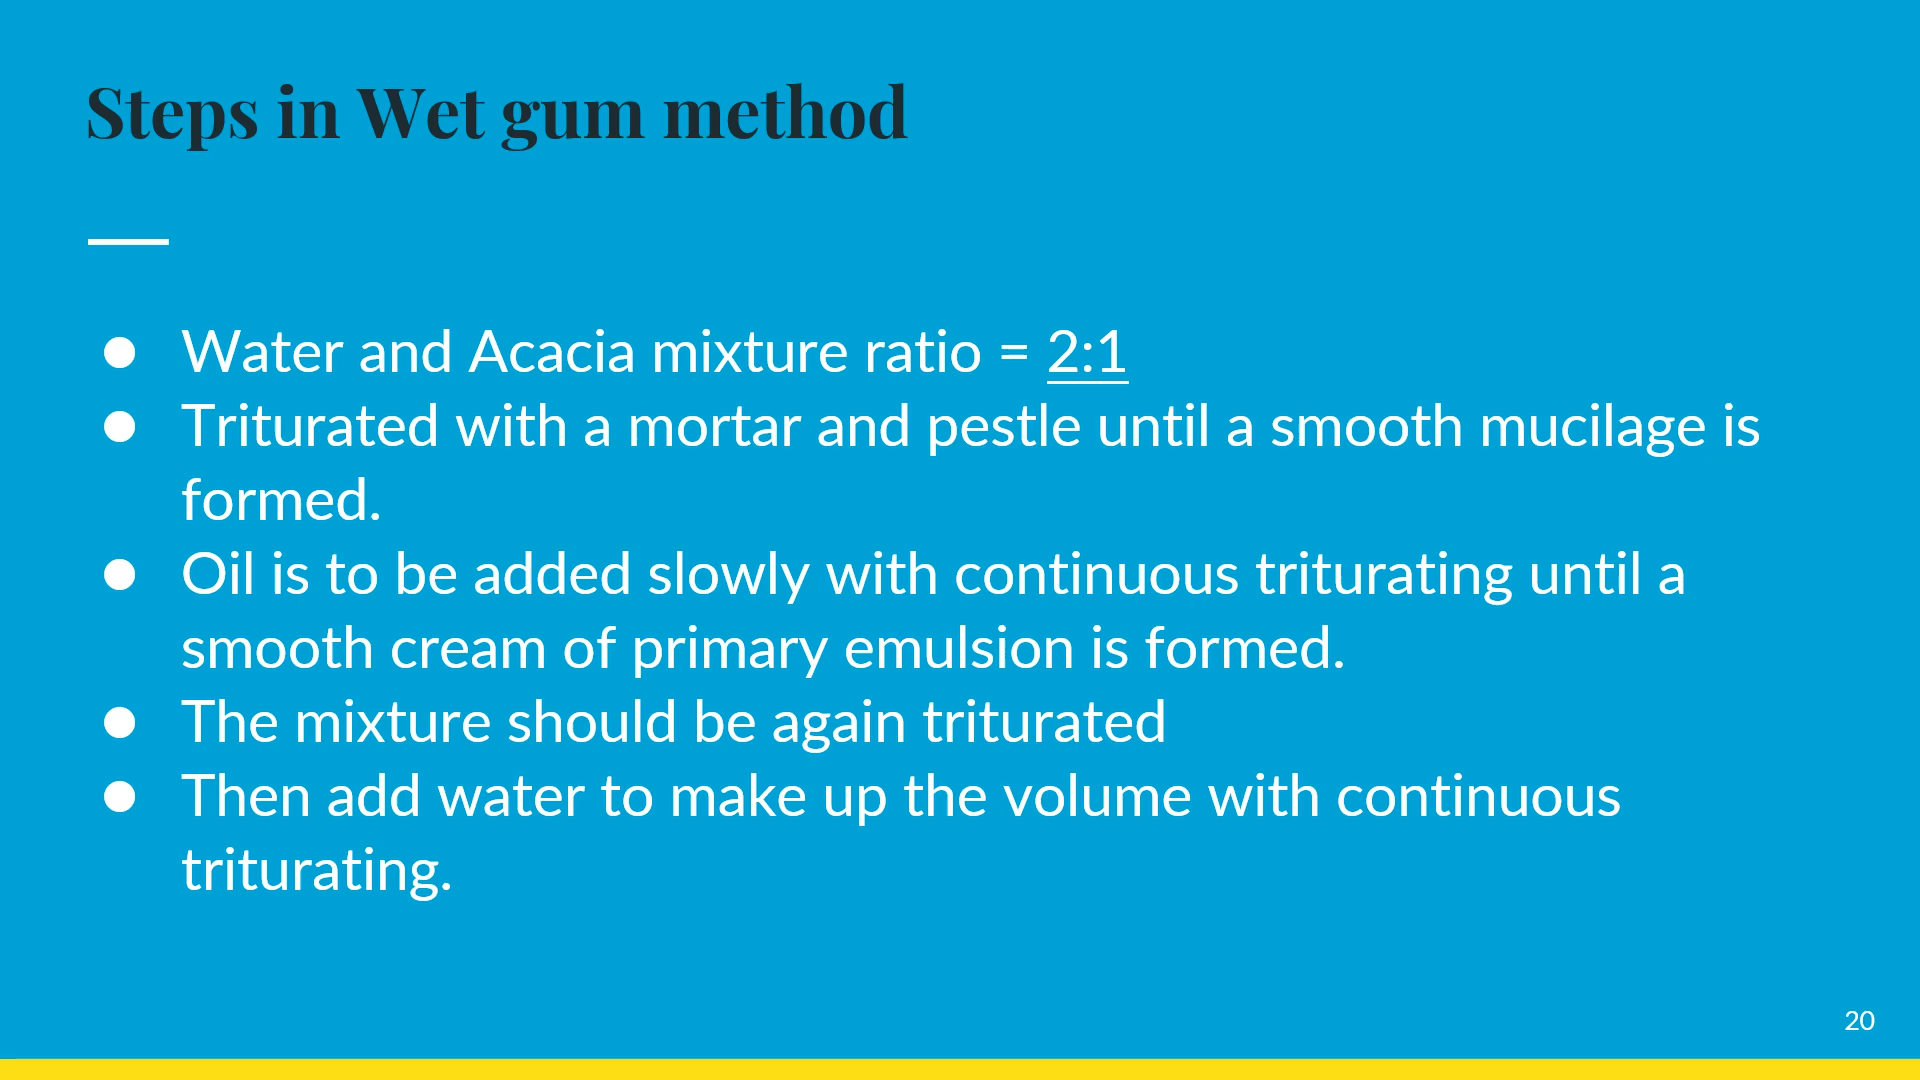 Steps in Wet gum method
● Water and Acacia mixture ratio = 2:1
● Triturated with a mortar and pestle until a smooth mucilage is
formed.
● Oil is to be added slowly with continuous triturating until a
smooth cream of primary emulsion is formed.
● The mixture should be again triturated
● Then add water to make up the volume with continuous
triturating.
20